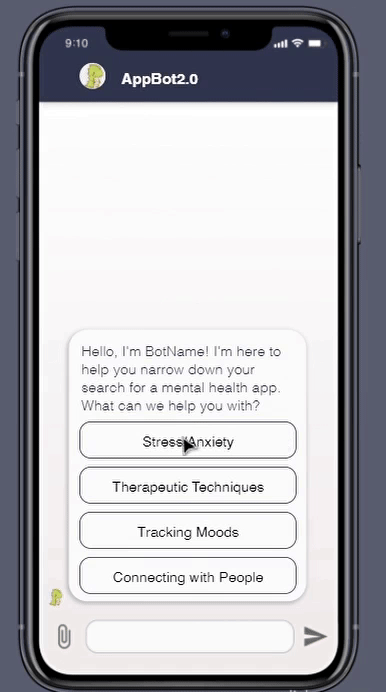 9:10
AppBot2.0
Hello, I'm BotName! I'm here to
help you narrow down your
search for a mental health app.
What can we help you with?
Stress/Anxiety
Therapeutic Techniques
Tracking Moods
Connecting with People